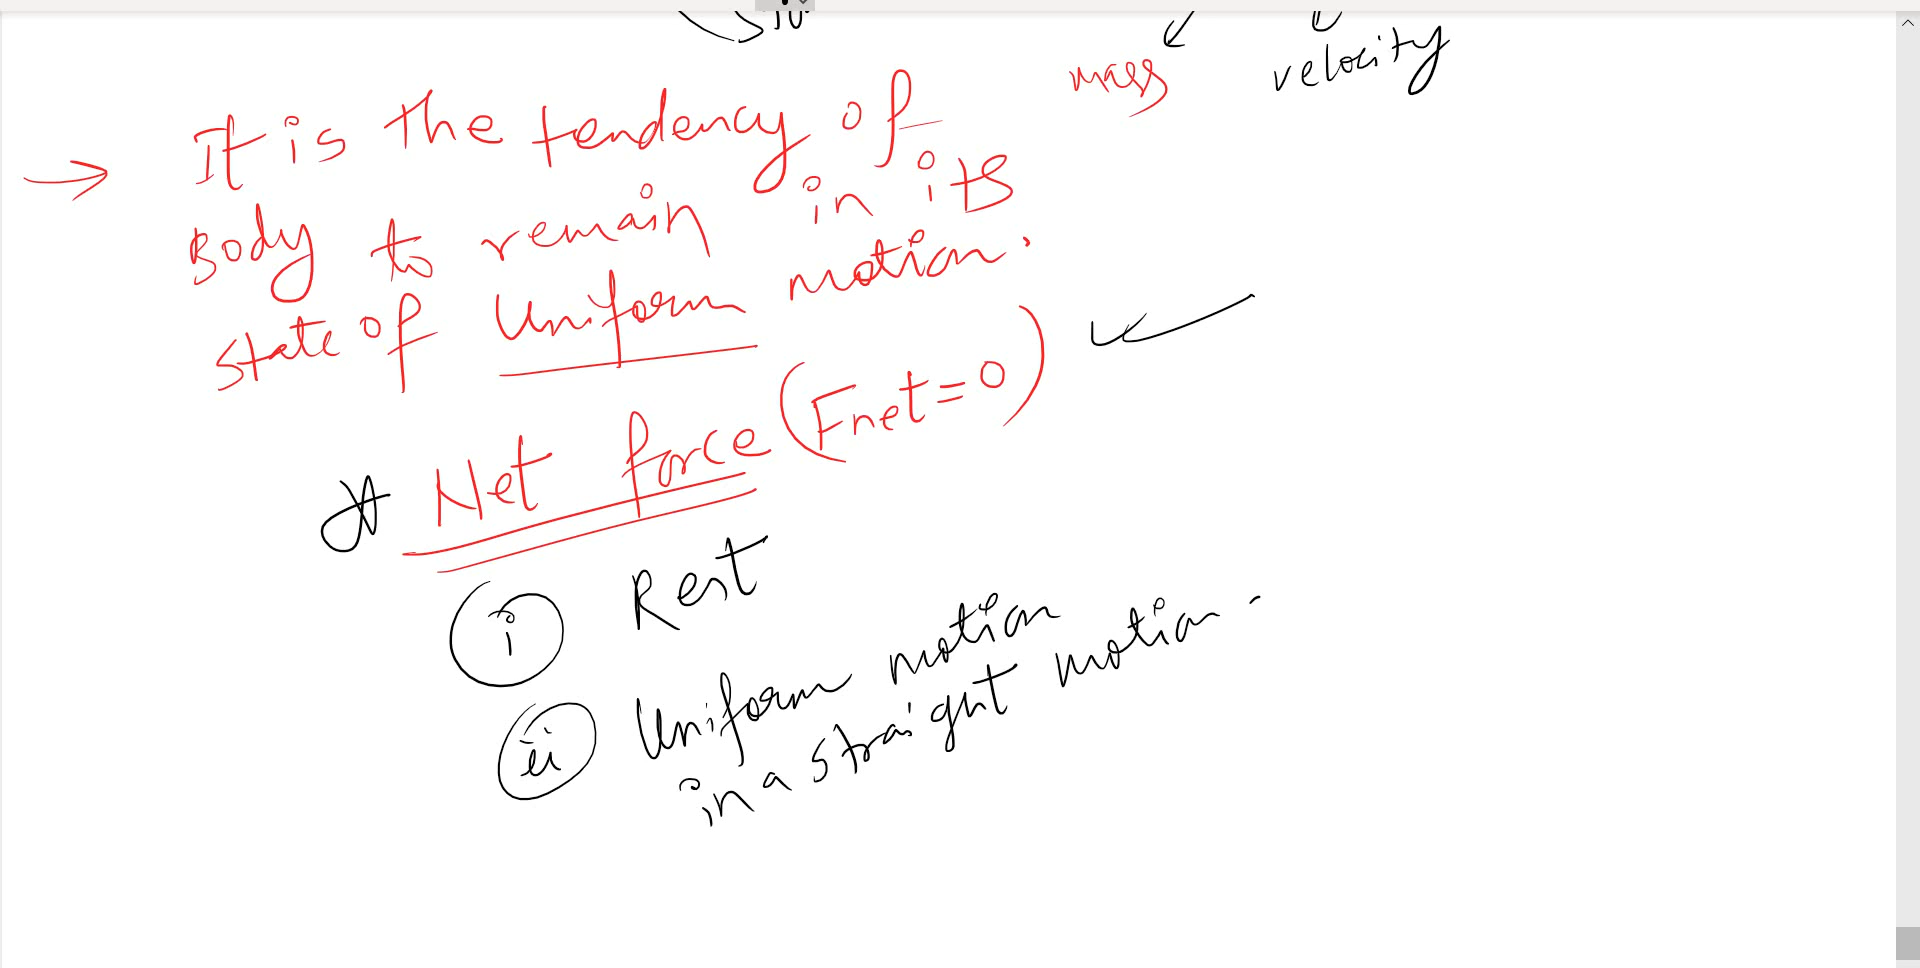 mass velocity
→ It is the tendency of
Body to remain in its
state of Uniform motion.
* Net force (Fnet = 0)
i Rest
ii Uniform motion
in a straight motion.